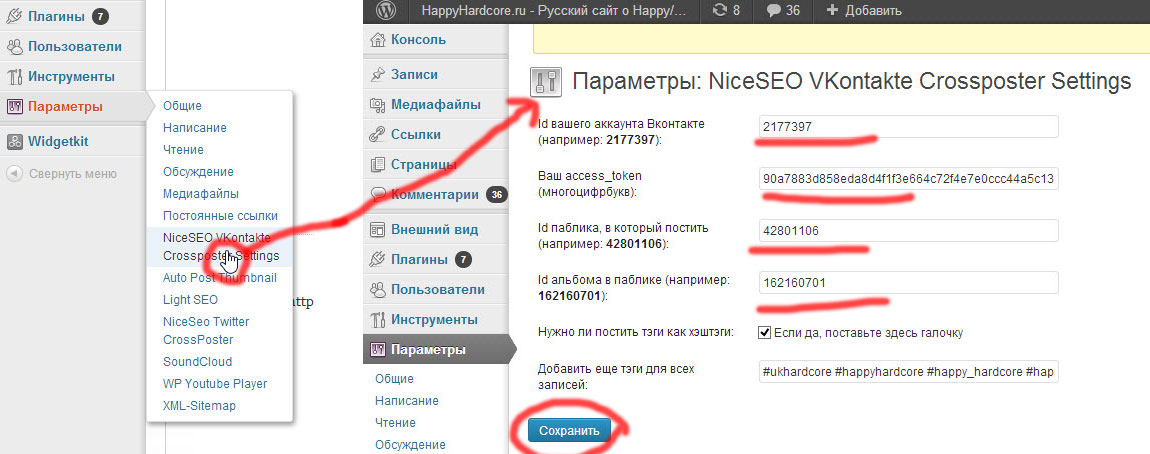 Плагины 7
Пользователи
Инструменты
Параметры
Widgetkit
Свернуть меню
Общие
Написание
Чтение
Обсуждение
Медиафайлы
Постоянные ссылки
NiceSEO VKontakte
Crossposter Settings
Auto Post Thumbnail
Light SEO
NiceSeo Twitter
CrossPoster
SoundCloud
WP Youtube Player
XML-Sitemap
http
HappyHardcore.ru - Русский сайт о Happy/… 8 36 + Добавить
Консоль
Записи
Медиафайлы
Ссылки
Страницы
Комментарии 36
Внешний вид
Плагины 7
Пользователи
Инструменты
Параметры
Общие
Написание
Чтение
Обсуждение
Параметры: NiceSEO VKontakte Crossposter Settings
Id вашего аккаунта Вконтакте
(например: 2177397):
2177397
Ваш access_token
(многоцифрбукв):
90a7883d858eda8d4f1f3e664c72f4e7e0ccc44a5c13
Id паблика, в который постить
(например: 42801106):
42801106
Id альбома в паблике (например:
162160701):
162160701
Нужно ли постить тэги как хэштэги:
Если да, поставьте здесь галочку
Добавить еще тэги для всех
записей:
#ukhardcore #happyhardcore #happy_hardcore #hap
Сохранить